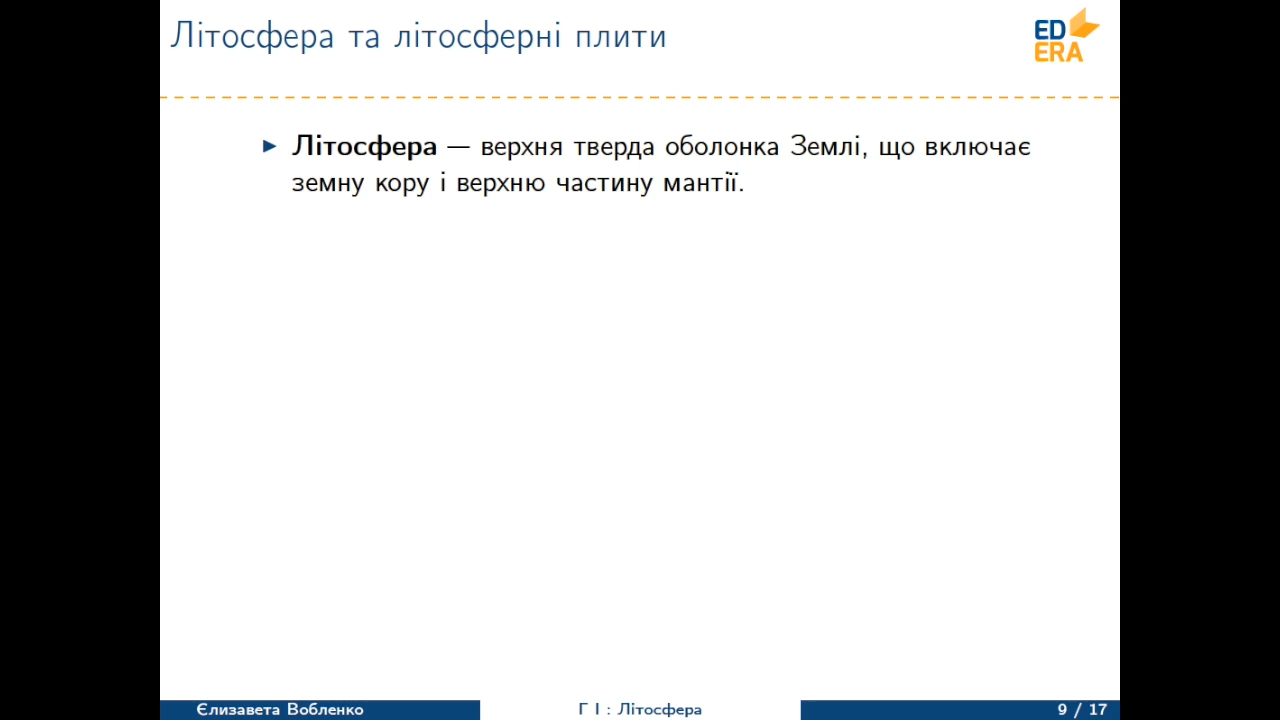 Літосфера та літосферні плити
ED
ERA
▶ Літосфера — верхня тверда оболонка Землі, що включає
земну кору і верхню частину мантії.
Єлизавета Вобленко
Г І : Літосфера
9 / 17